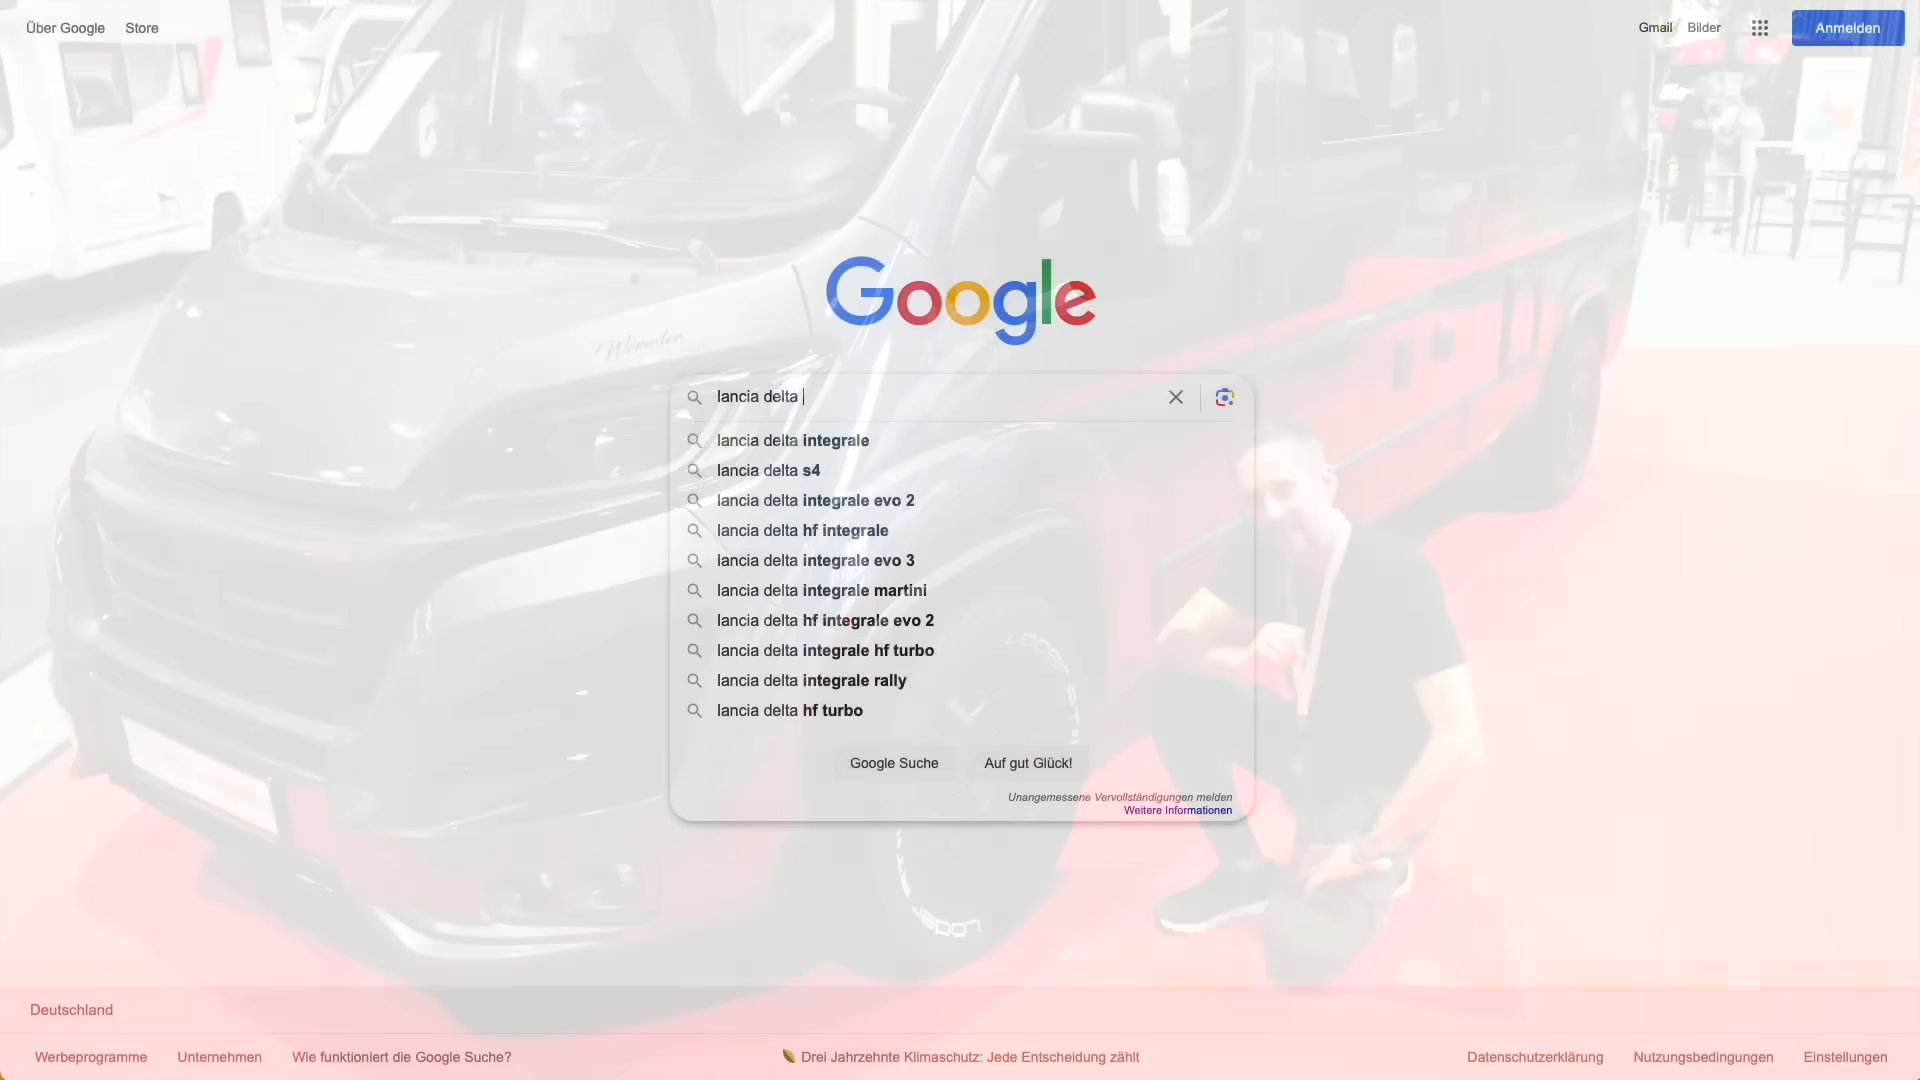 Über Google Store
Gmail Bilder Anmelden
Google
lancia delta
lancia delta integrale
lancia delta s4
lancia delta integrale evo 2
lancia delta hf integrale
lancia delta integrale evo 3
lancia delta integrale martini
lancia delta hf integrale evo 2
lancia delta integrale hf turbo
lancia delta integrale rally
lancia delta hf turbo
Google Suche Auf gut Glück!
Unangemessene Vervollständigungen melden
Weitere Informationen
Deutschland
Werbeprogramme Unternehmen Wie funktioniert die Google Suche?
Drei Jahrzehnte Klimaschutz: Jede Entscheidung zählt
Datenschutzerklärung Nutzungsbedingungen Einstellungen